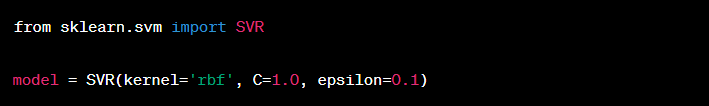 from sklearn.svm import SVR
model = SVR(kernel='rbf', C=1.0, epsilon=0.1)